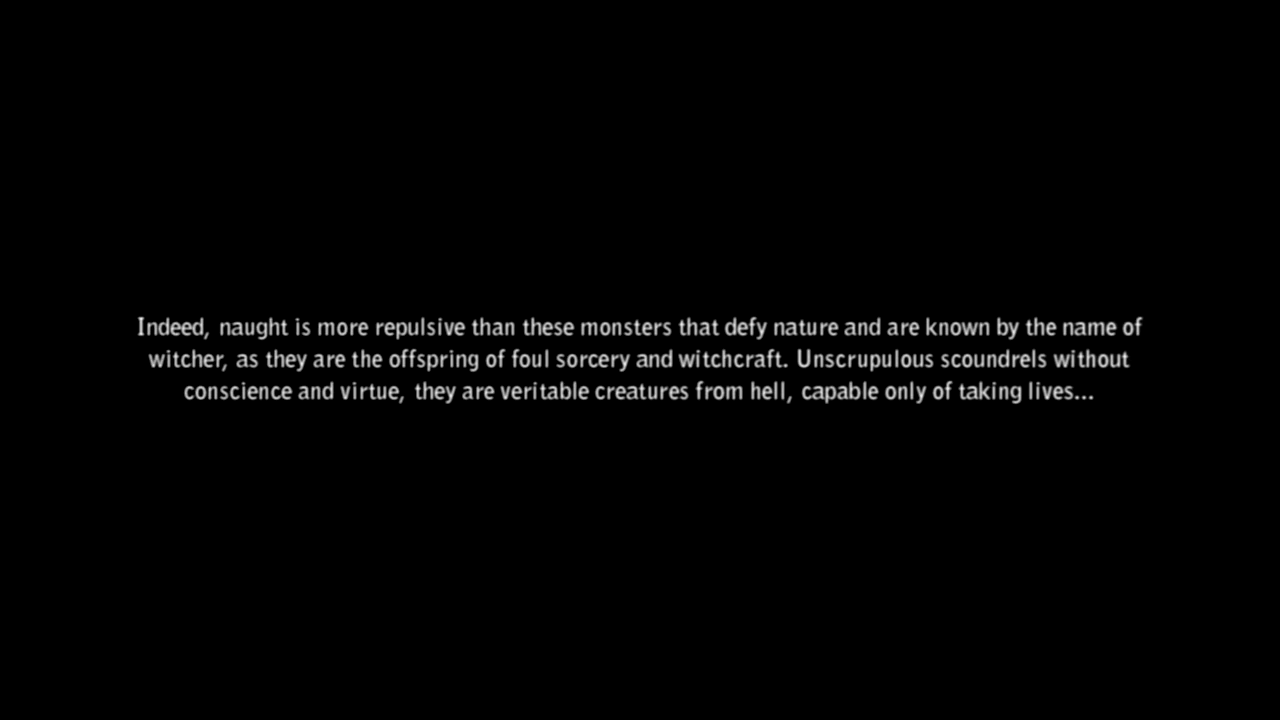 Indeed, naught is more repulsive than these monsters that defy nature and are known by the name of
witcher, as they are the offspring of foul sorcery and witchcraft. Unscrupulous scoundrels without
conscience and virtue, they are veritable creatures from hell, capable only of taking lives...